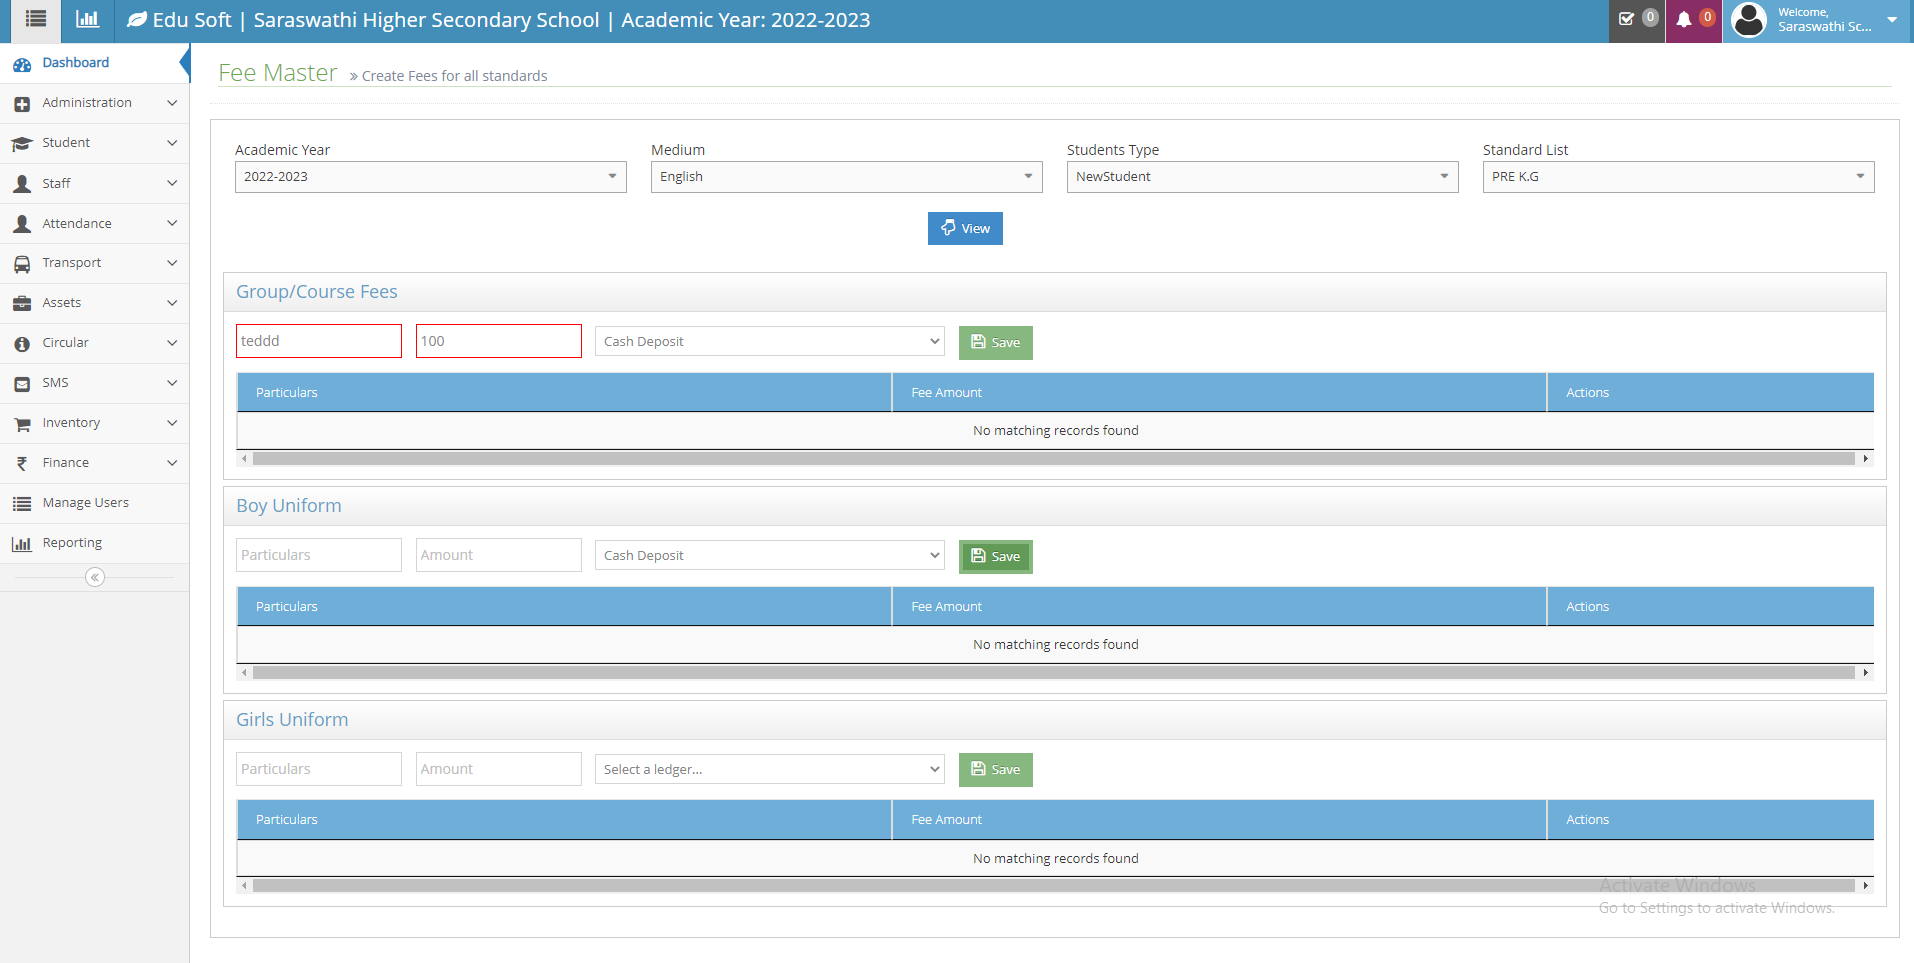 Edu Soft | Saraswathi Higher Secondary School | Academic Year: 2022-2023
0
0
Welcome,
Saraswathi Sc...
Dashboard
Administration
Student
Staff
Attendance
Transport
Assets
Circular
SMS
Inventory
Finance
Manage Users
Reporting
Fee Master » Create Fees for all standards
Academic Year Medium Students Type Standard List
2022-2023 English NewStudent PRE K.G
View
Group/Course Fees
teddd 100 Cash Deposit Save
Particulars Fee Amount Actions
No matching records found
Boy Uniform
Particulars Amount Cash Deposit Save
Particulars Fee Amount Actions
No matching records found
Girls Uniform
Particulars Amount Select a ledger... Save
Particulars Fee Amount Actions
No matching records found
Activate Windows
Go to Settings to activate Windows.